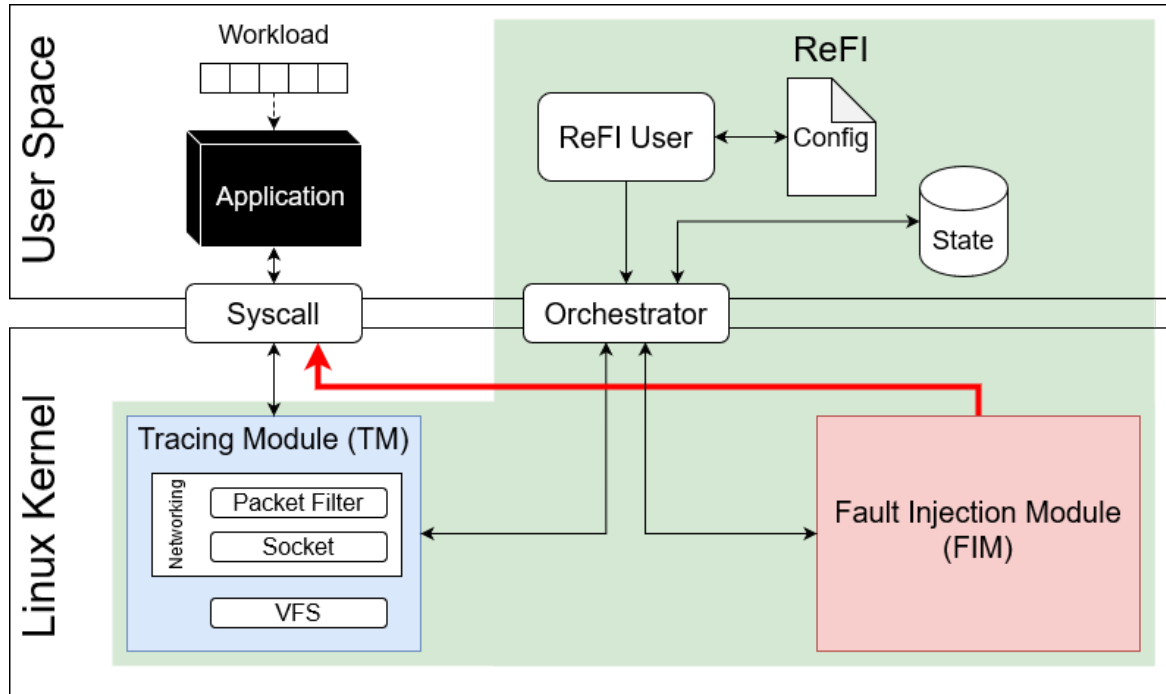 User Space
Workload
Application
Syscall
ReFI
ReFI User
Config
State
Orchestrator
Linux Kernel
Tracing Module (TM)
Networking
Packet Filter
Socket
VFS
Fault Injection Module
(FIM)